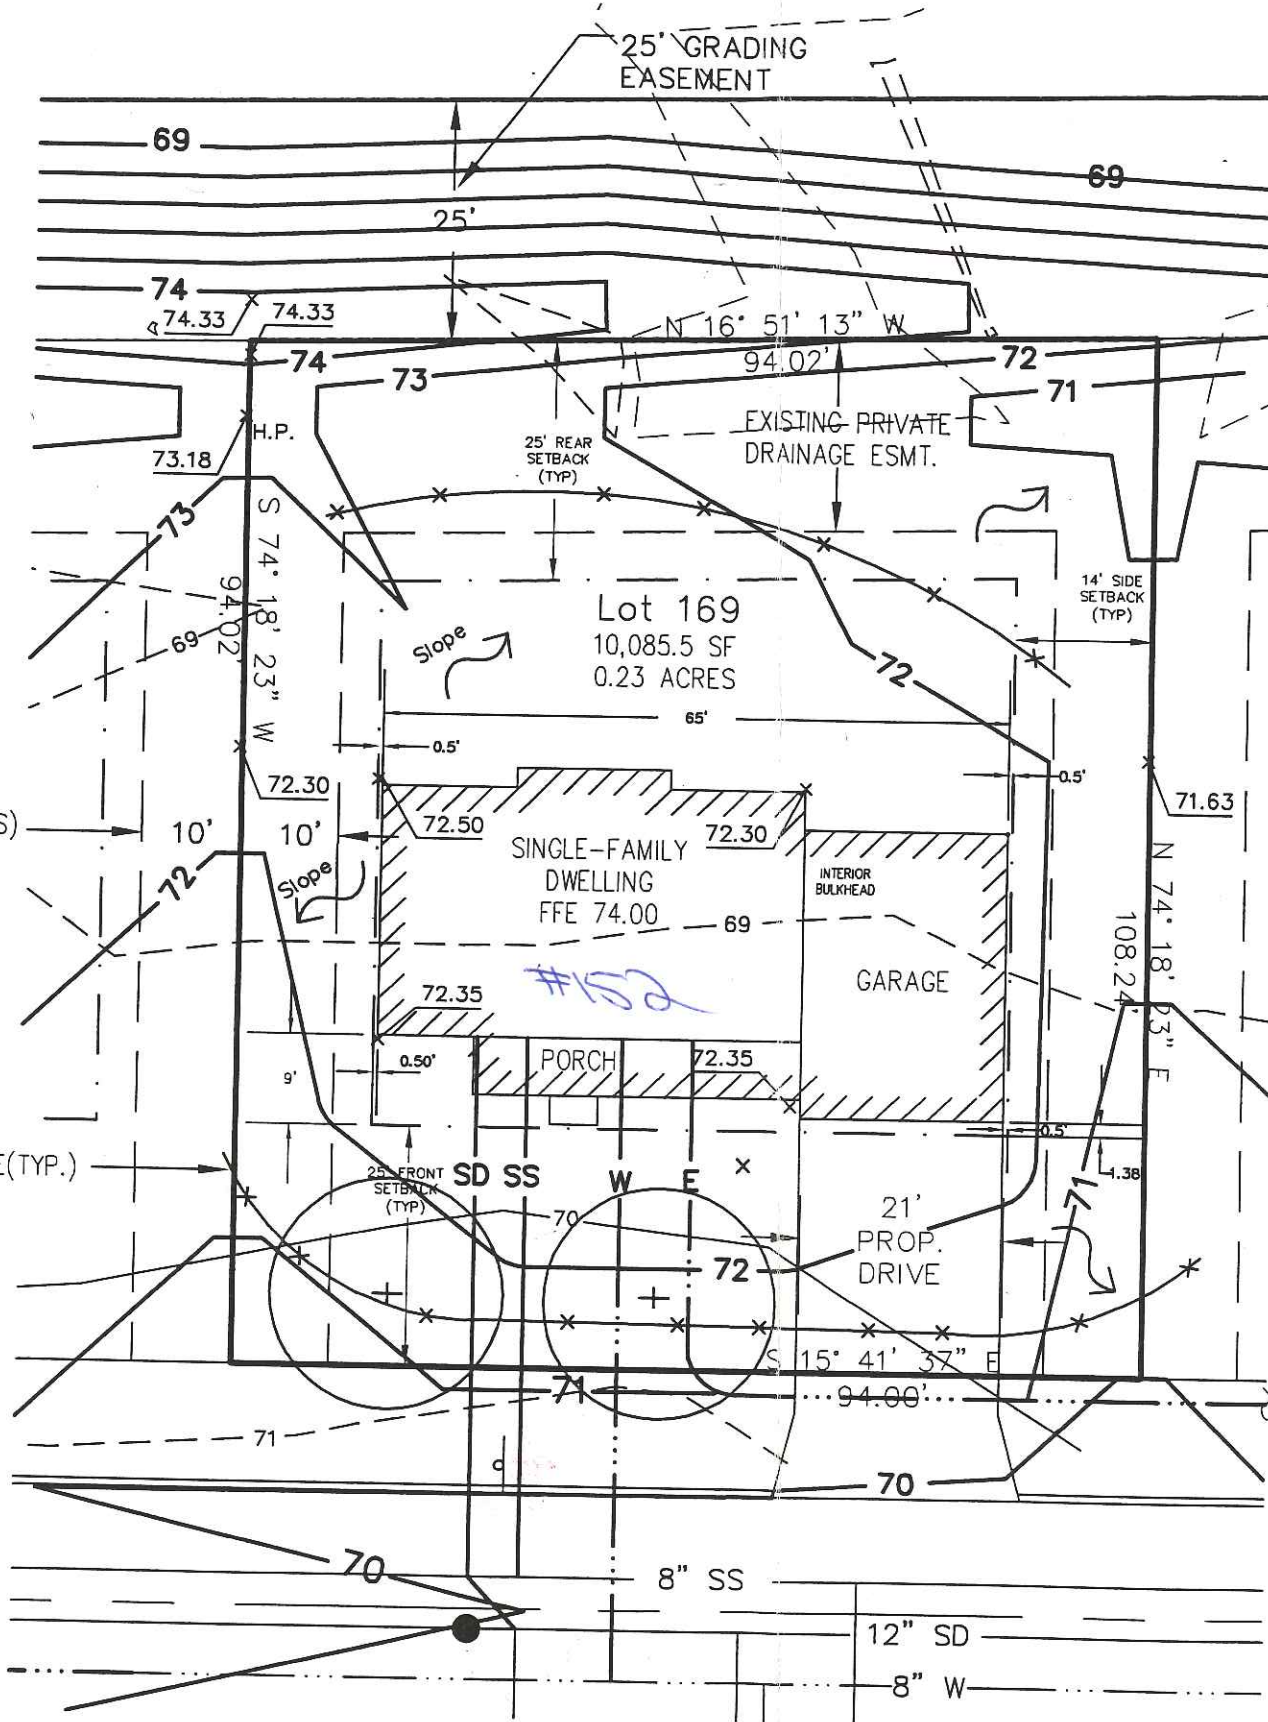 25' GRADING
EASEMENT
69
69
25'
74
74.33
74.33
N 16° 51' 13" W
94.02'
74
73
72
71
EXISTING PRIVATE
DRAINAGE ESMT.
H.P.
73.18
25' REAR
SETBACK
(TYP)
73
S 74° 18' 23" W
94.02'
69
Lot 169
10,085.5 SF
0.23 ACRES
Slope
14' SIDE
SETBACK
(TYP)
72
65'
0.5'
0.5'
72.30
71.63
S)
10'
10'
72.50
72.30
SINGLE-FAMILY
DWELLING
FFE 74.00
INTERIOR
BULKHEAD
Slope
72
69
N 74° 18' 23" E
108.24'
#152
GARAGE
72.35
PORCH
72.35
0.50'
9'
0.5'
1.38
E(TYP.)
25' FRONT
SETBACK
(TYP)
SD SS
W
E
71
70
21'
PROP.
DRIVE
72
S 15° 41' 37" E
94.00'
71
71
70
70
8" SS
12" SD
8" W